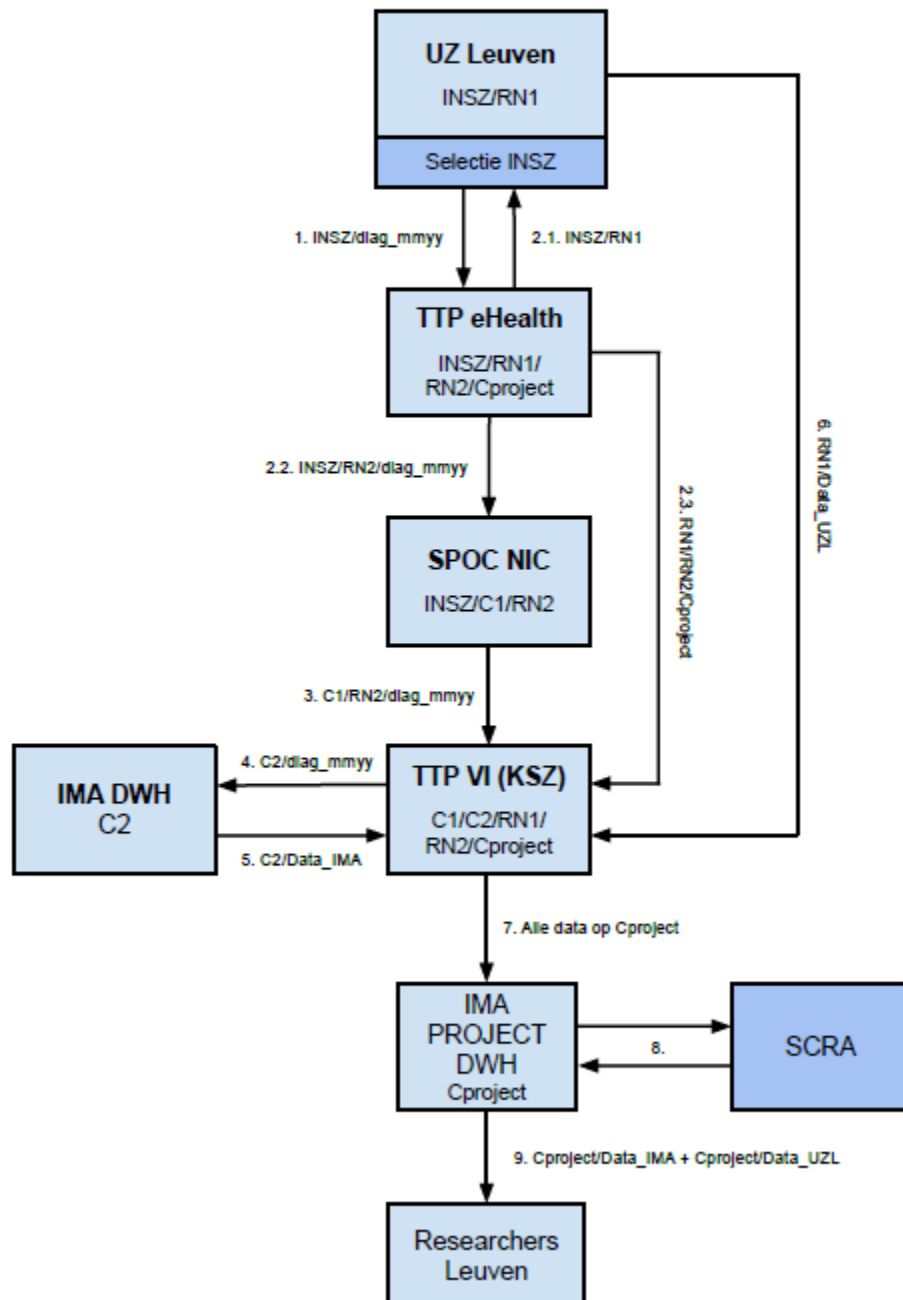 UZ Leuven
INSZ/RN1
Selectie INSZ
1. INSZ/diag_mmyy
2.1. INSZ/RN1
TTP eHealth
INSZ/RN1/
RN2/Cproject
2.2. INSZ/RN2/diag_mmyy
2.3. RN1/RN2/Cproject
6. RN1/Data_UZL
SPOC NIC
INSZ/C1/RN2
3. C1/RN2/diag_mmyy
IMA DWH
C2
4. C2/diag_mmyy
5. C2/Data_IMA
TTP VI (KSZ)
C1/C2/RN1/
RN2/Cproject
7. Alle data op Cproject
IMA
PROJECT
DWH
Cproject
8.
SCRA
9. Cproject/Data_IMA + Cproject/Data_UZL
Researchers
Leuven